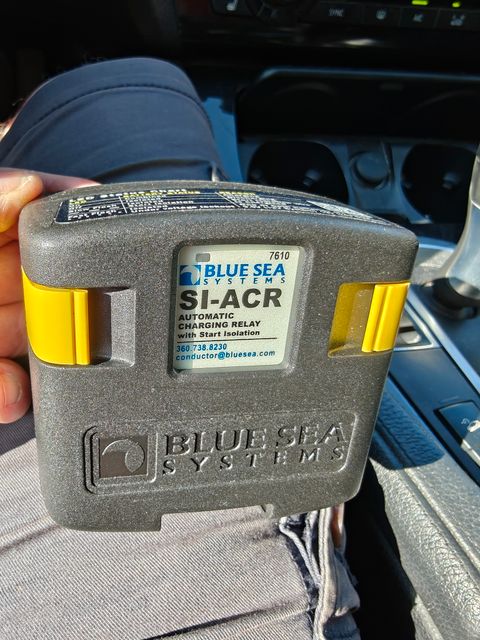 SYNC
7610
BLUE SEA
SYSTEMS
SI-ACR
AUTOMATIC
CHARGING RELAY
with Start Isolation
360.738.8230
conductor@bluesea.com
BLUE SEA
SYSTEMS